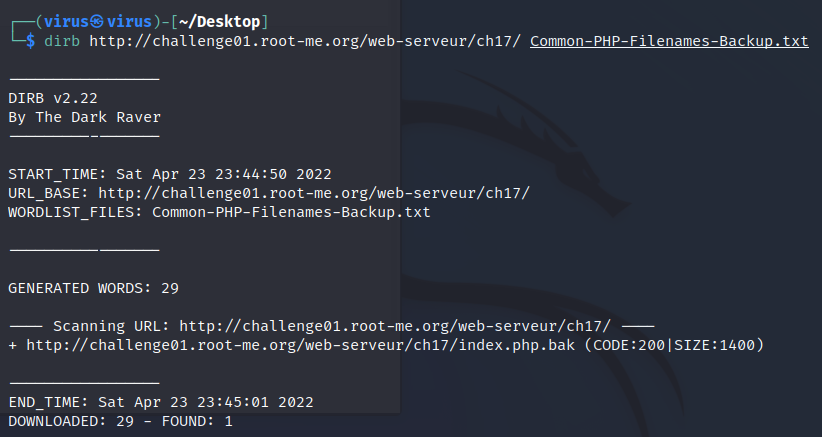 ┌──(virus㉿virus)-[~/Desktop]
└─$ dirb http://challenge01.root-me.org/web-serveur/ch17/ Common-PHP-Filenames-Backup.txt
-----------------
DIRB v2.22
By The Dark Raver
-----------------
START_TIME: Sat Apr 23 23:44:50 2022
URL_BASE: http://challenge01.root-me.org/web-serveur/ch17/
WORDLIST_FILES: Common-PHP-Filenames-Backup.txt
-----------------
GENERATED WORDS: 29
---- Scanning URL: http://challenge01.root-me.org/web-serveur/ch17/ ----
+ http://challenge01.root-me.org/web-serveur/ch17/index.php.bak (CODE:200|SIZE:1400)
-----------------
END_TIME: Sat Apr 23 23:45:01 2022
DOWNLOADED: 29 - FOUND: 1